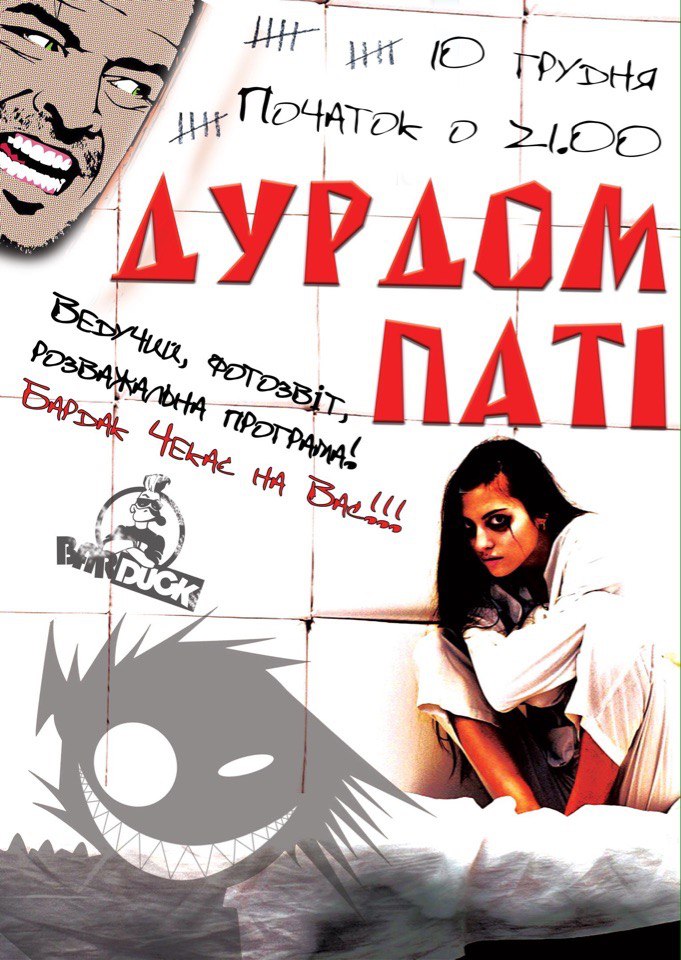 10 грудня
Початок о 21.00
ДУРДОМ
ПАТІ
Ведучий, фотозвіт,
розважальна програма!
Бардак Чекає на Вас!!!
BARDUCK